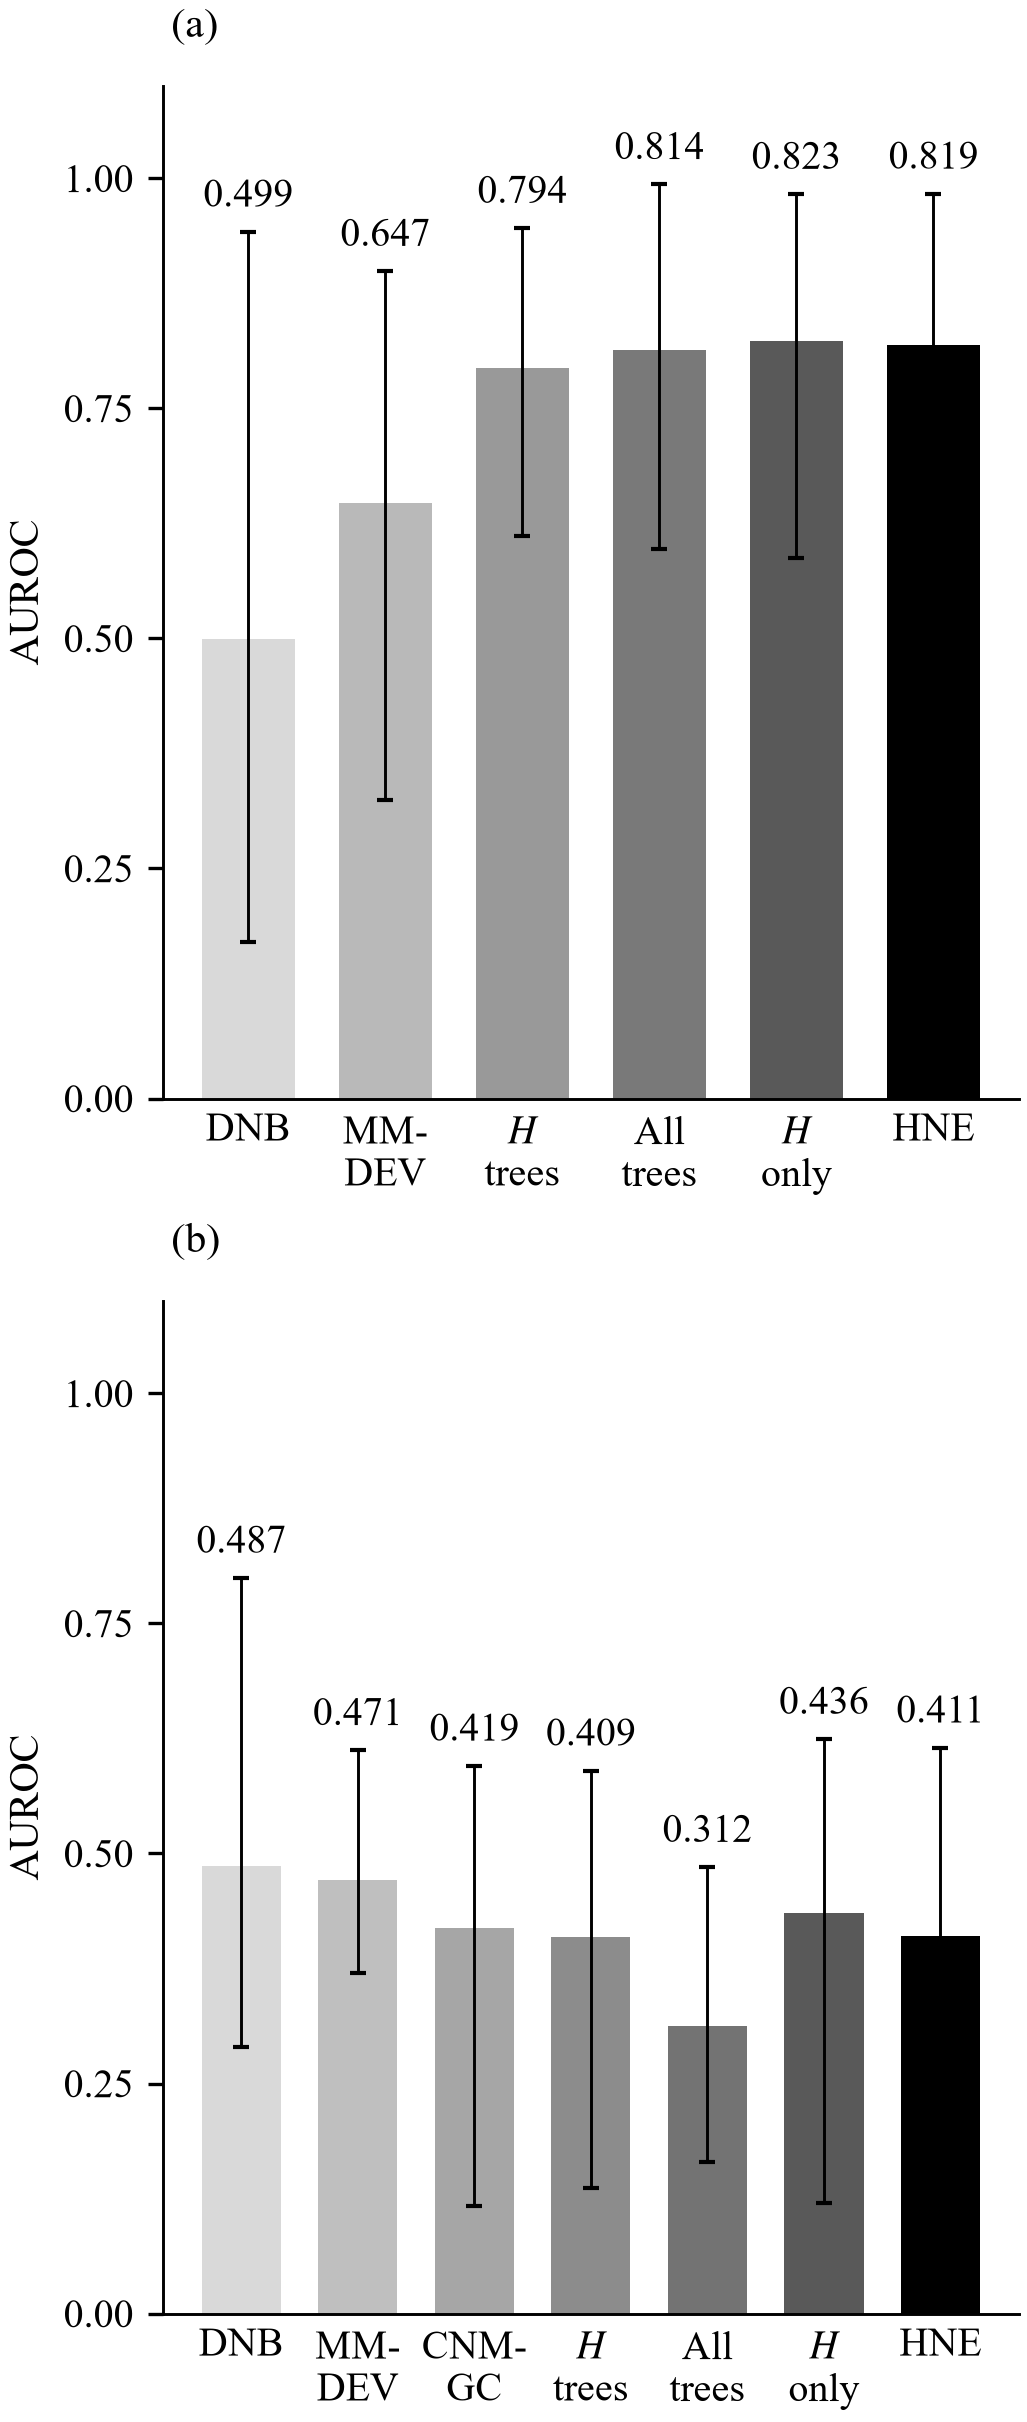 (a)
0.499
0.647
0.794
0.814
0.823
0.819
1.00
0.75
0.50
0.25
0.00
AUROC
DNB
MM-
DEV
H
trees
All
trees
H
only
HNE
(b)
0.487
0.471
0.419
0.409
0.312
0.436
0.411
1.00
0.75
0.50
0.25
0.00
AUROC
DNB
MM-
DEV
CNM-
GC
H
trees
All
trees
H
only
HNE